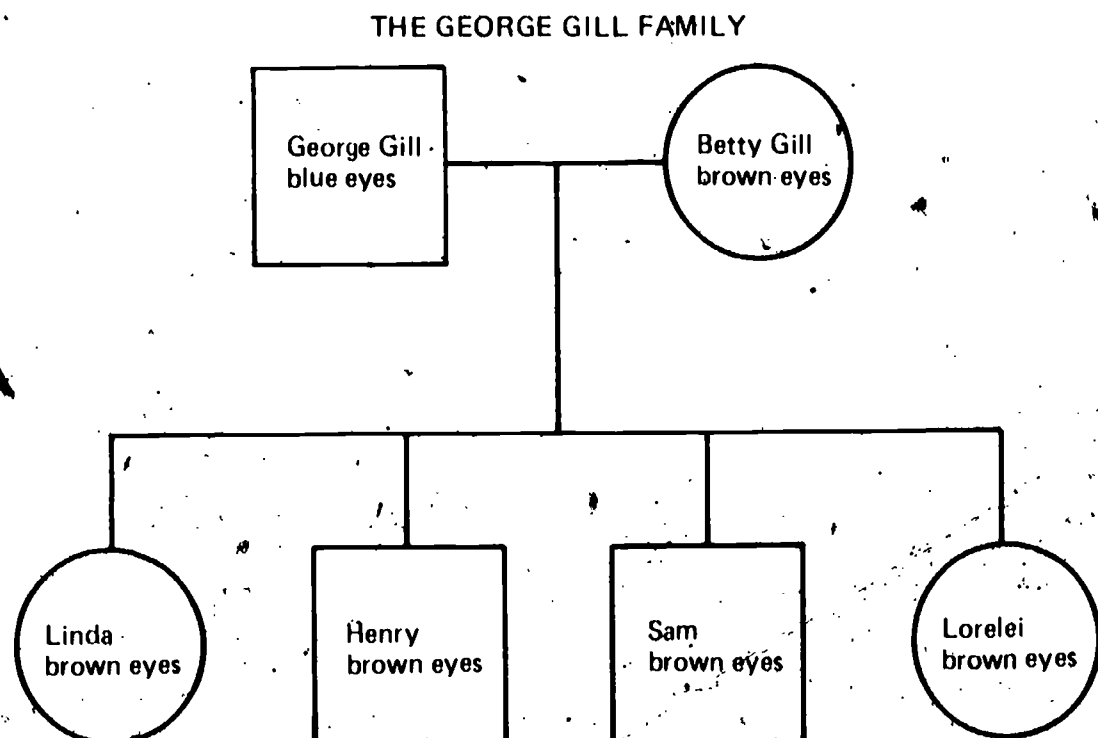 THE GEORGE GILL FAMILY
George Gill
blue eyes
Betty Gill
brown eyes
Linda
brown eyes
Henry
brown eyes
Sam
brown eyes
Lorelei
brown eyes